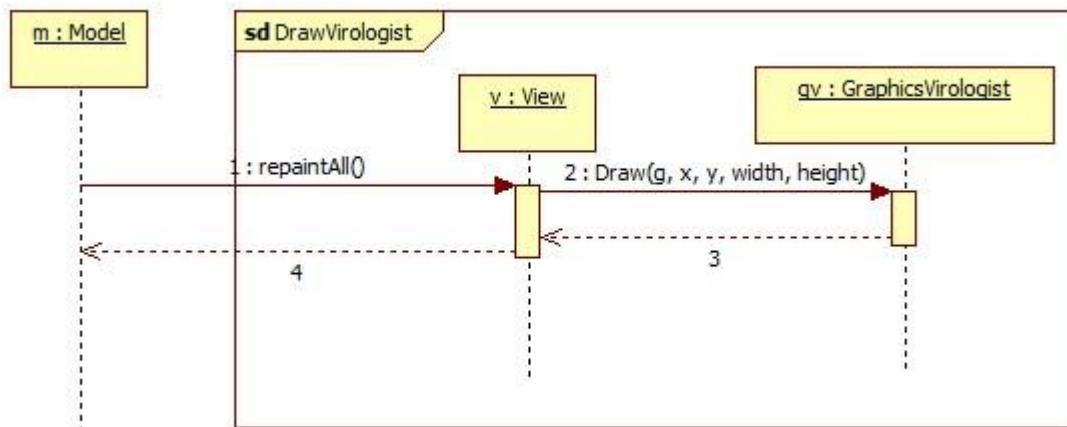 m : Model
sd DrawVirologist
v : View
gv : GraphicsVirologist
1 : repaintAll()
2 : Draw(g, x, y, width, height)
3
4